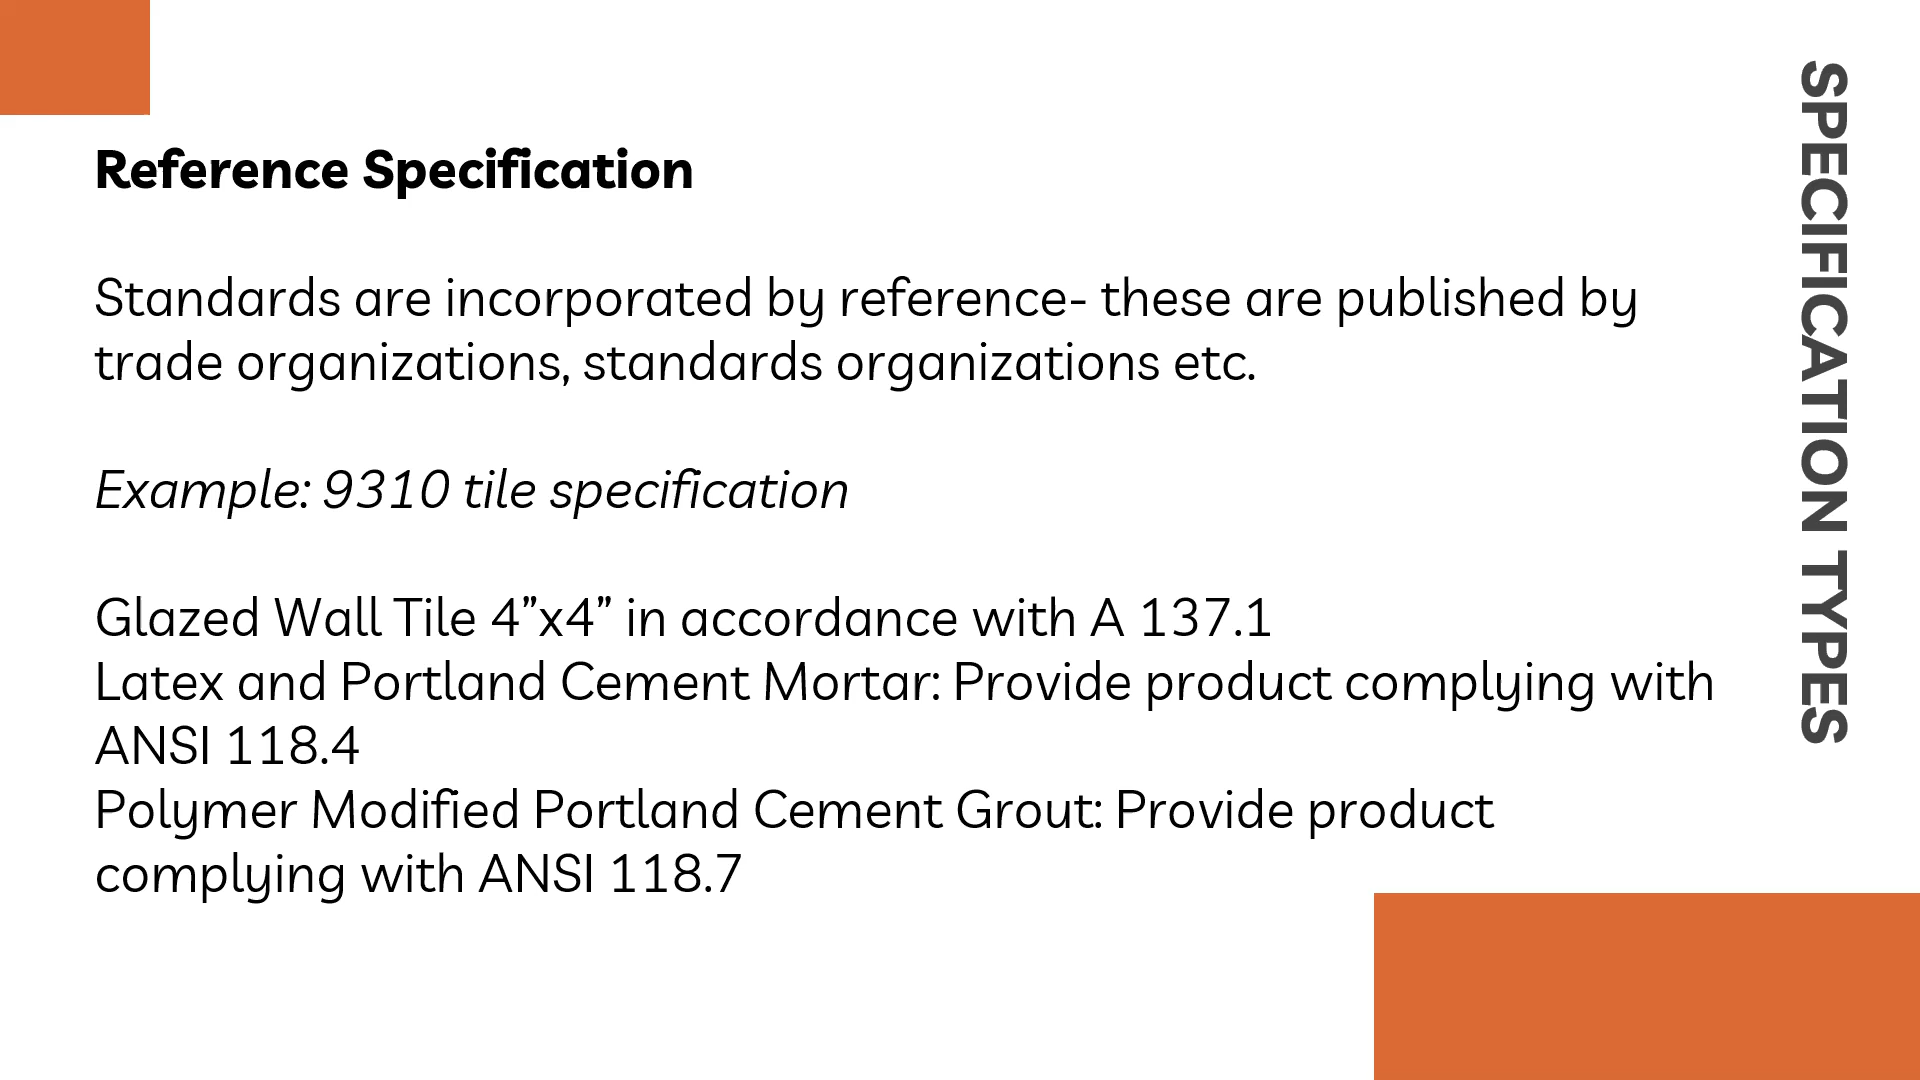 Reference Specification
Standards are incorporated by reference- these are published by
trade organizations, standards organizations etc.
Example: 9310 tile specification
Glazed Wall Tile 4”x4” in accordance with A 137.1
Latex and Portland Cement Mortar: Provide product complying with
ANSI 118.4
Polymer Modified Portland Cement Grout: Provide product
complying with ANSI 118.7
SPECIFICATION TYPES